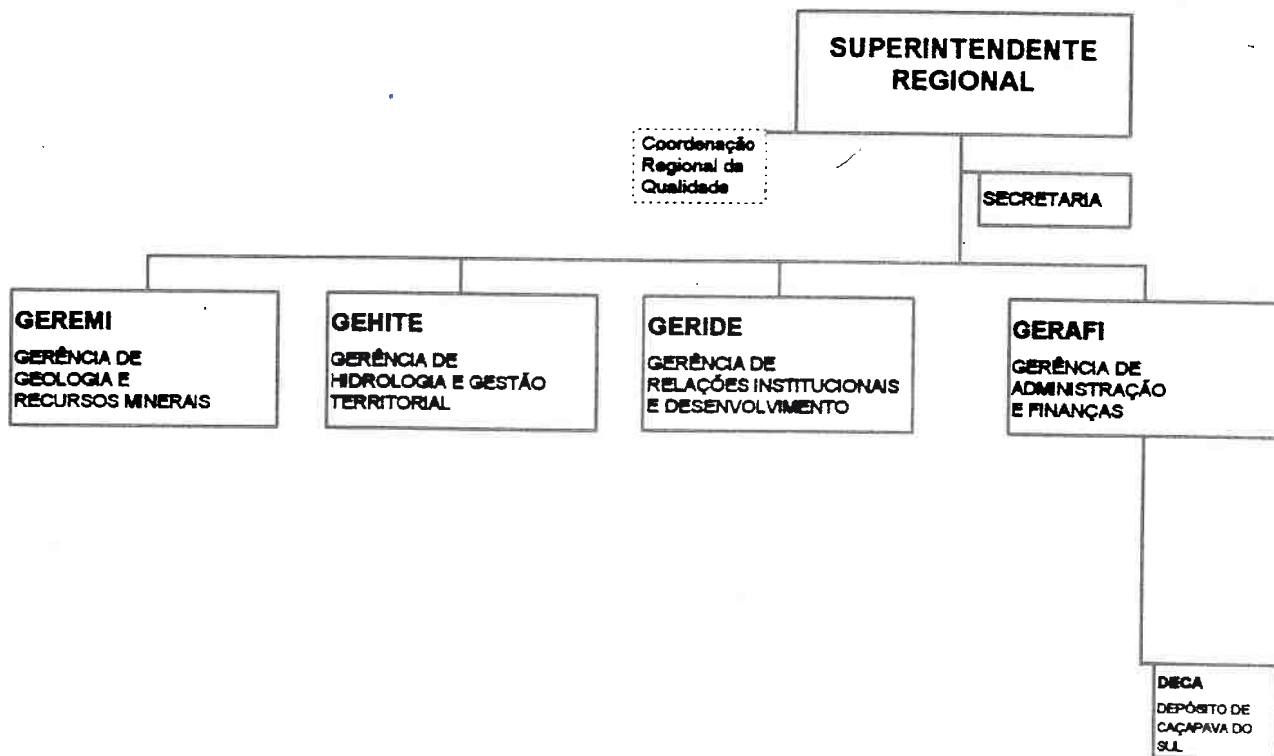 SUPERINTENDENTE
REGIONAL
Coordenação
Regional da
Qualidade
SECRETARIA
GEREMI
GERÊNCIA DE
GEOLOGIA E
RECURSOS MINERAIS
GEHITE
GERÊNCIA DE
HIDROLOGIA E GESTÃO
TERRITORIAL
GERIDE
GERÊNCIA DE
RELAÇÕES INSTITUCIONAIS
E DESENVOLVIMENTO
GERAFI
GERÊNCIA DE
ADMINISTRAÇÃO
E FINANÇAS
DECA
DEPÓSITO DE
CAÇAPAVA DO
SUL